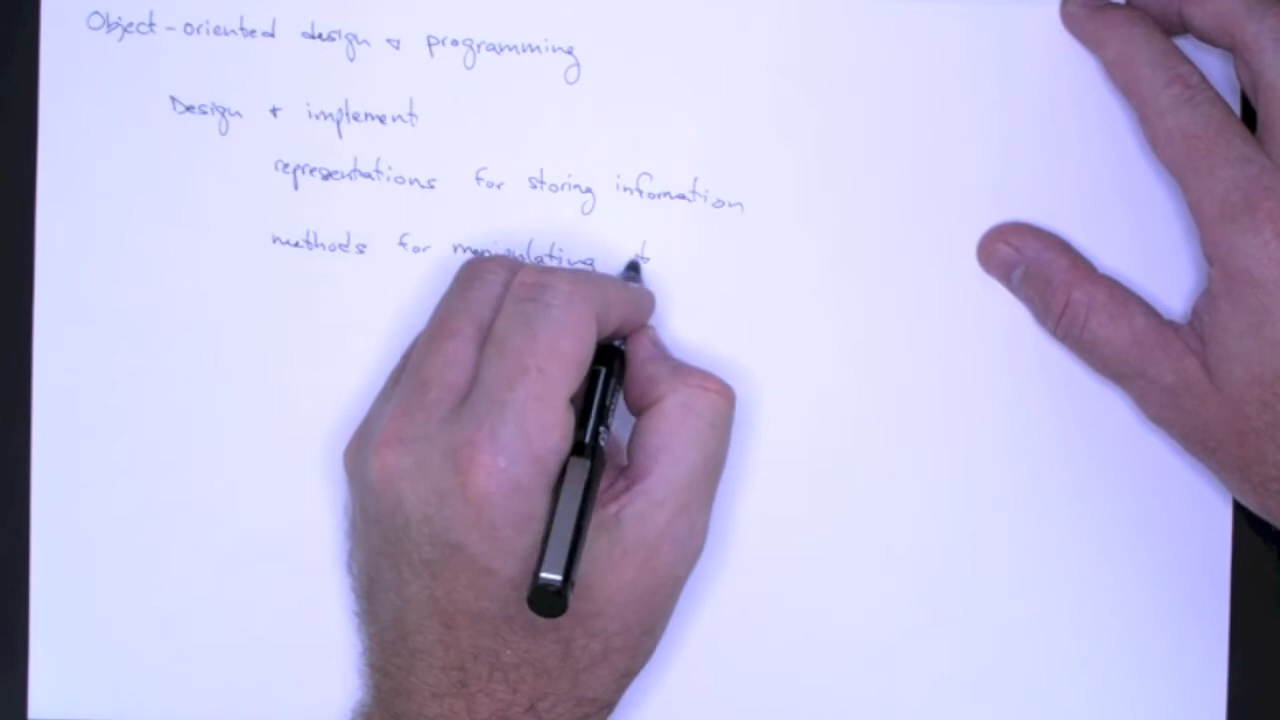 Object-oriented design + programming
Design + implement
representations for storing information
methods for manipulating